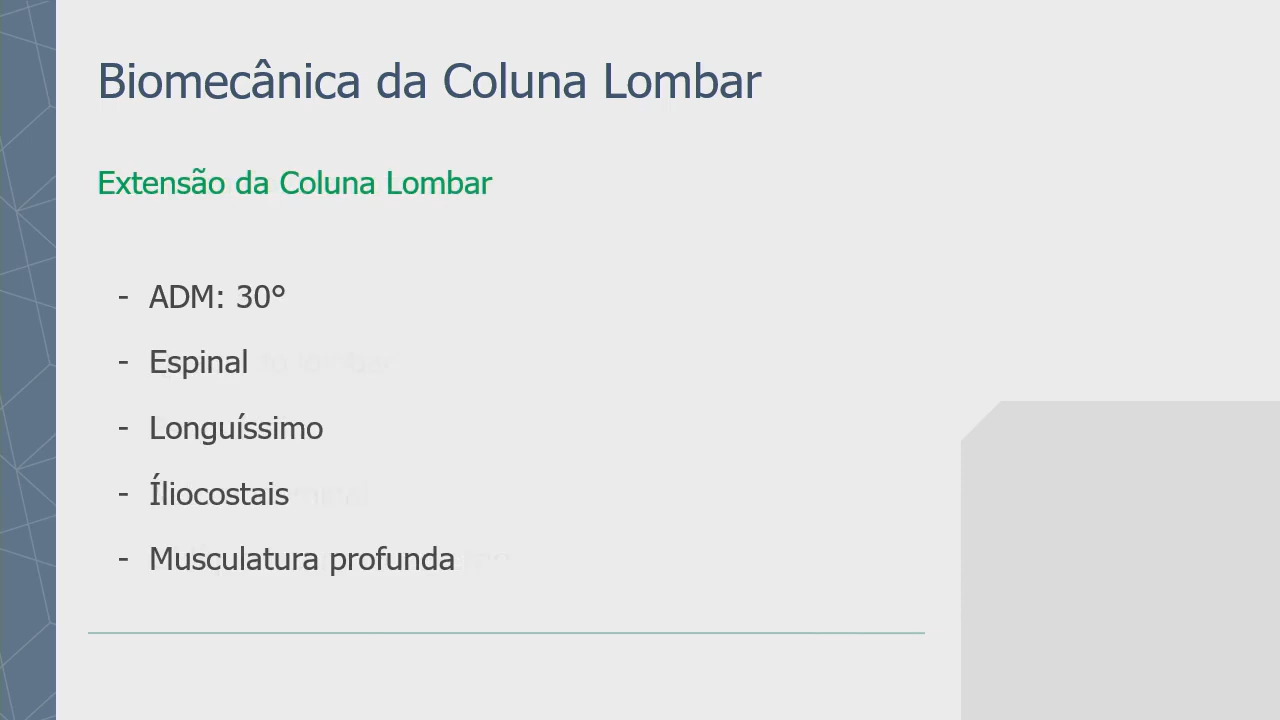 Biomecânica da Coluna Lombar
Extensão da Coluna Lombar
- ADM: 30°
- Espinal
- Longuíssimo
- Íliocostais
- Musculatura profunda